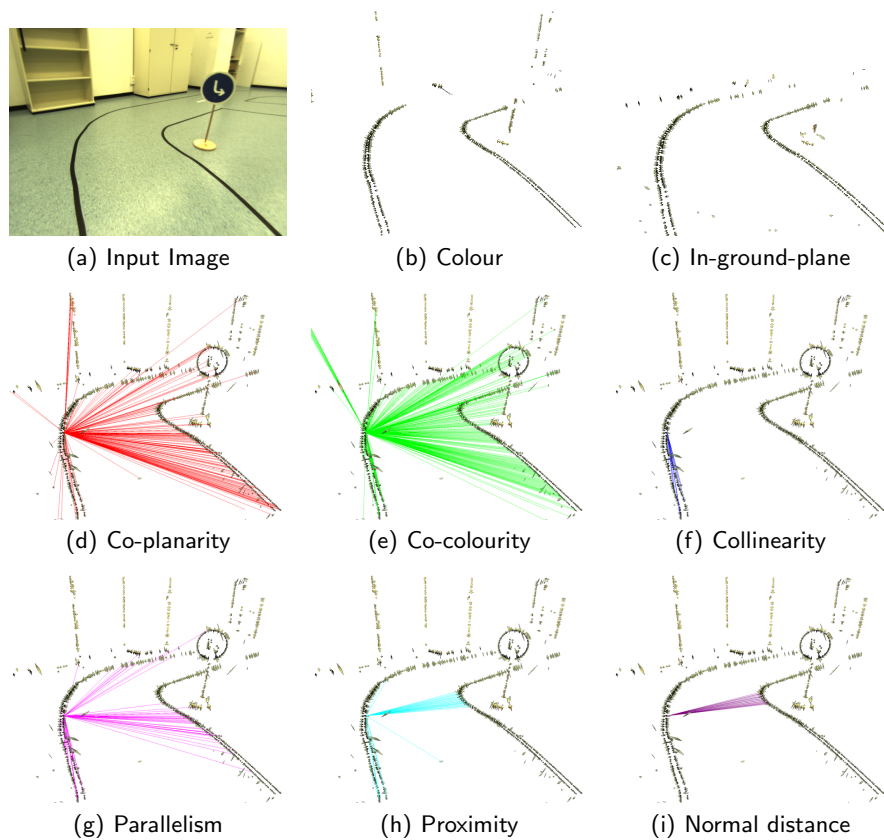 (a) Input Image
(b) Colour
(c) In-ground-plane
(d) Co-planarity
(e) Co-colourity
(f) Collinearity
(g) Parallelism
(h) Proximity
(i) Normal distance